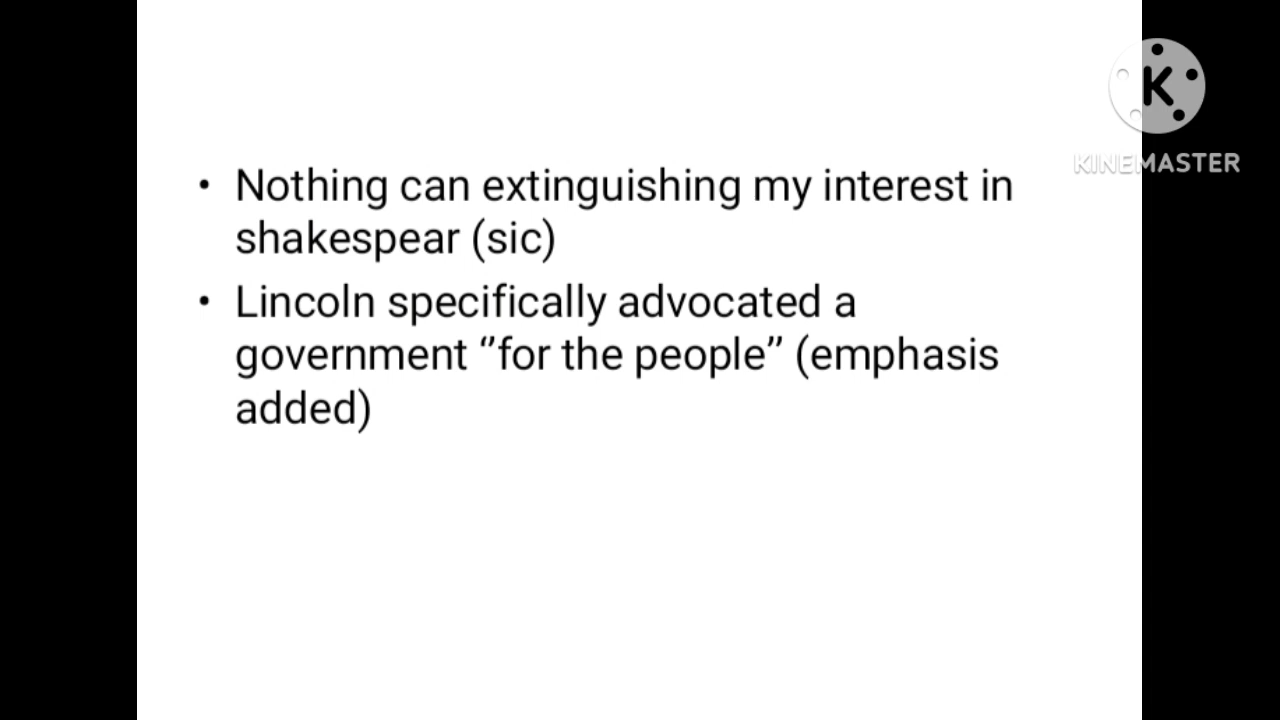 K
KINEMASTER
• Nothing can extinguishing my interest in
shakespear (sic)
• Lincoln specifically advocated a
government ‘’for the people’’ (emphasis
added)